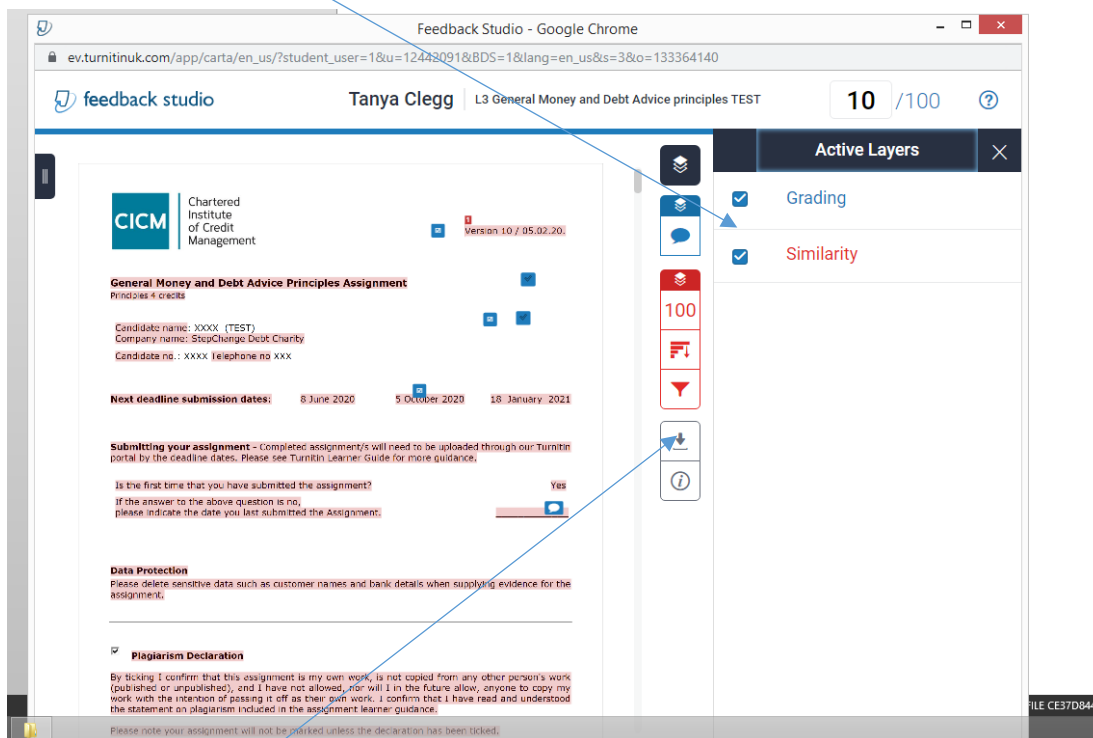 Feedback Studio - Google Chrome
ev.turnitinuk.com/app/carta/en_us/?student_user=1&u=12442091&BDS=1&lang=en_us&s=3&o=133364140
feedback studio
Tanya Clegg
L3 General Money and Debt Advice principles TEST
10 /100
?
Active Layers
Grading
Similarity
100
CICM
Chartered
Institute
of Credit
Management
1
Version 10 / 05.02.20.
General Money and Debt Advice Principles Assignment
Principles 4 credits
Candidate name: XXXX (TEST)
Company name: StepChange Debt Charity
Candidate no.: XXXX Telephone no XXX
Next deadline submission dates: 8 June 2020 5 October 2020 18 January 2021
Submitting your assignment – Completed assignment/s will need to be uploaded through our Turnitin
portal by the deadline dates. Please see Turnitin Learner Guide for more guidance.
Is the first time that you have submitted the assignment? Yes
If the answer to the above question is no,
please indicate the date you last submitted the Assignment.
Data Protection
Please delete sensitive data such as customer names and bank details when supplying evidence for the
assignment.
Plagiarism Declaration
By ticking I confirm that this assignment is my own work, is not copied from any other person's work
(published or unpublished), and I have not allowed, nor will I in the future allow, anyone to copy my
work with the intention of passing it off as their own work. I confirm that I have read and understood
the statement on plagiarism included in the assignment learner guidance.
Please note your assignment will not be marked unless the declaration has been ticked.
FILE CE37D844